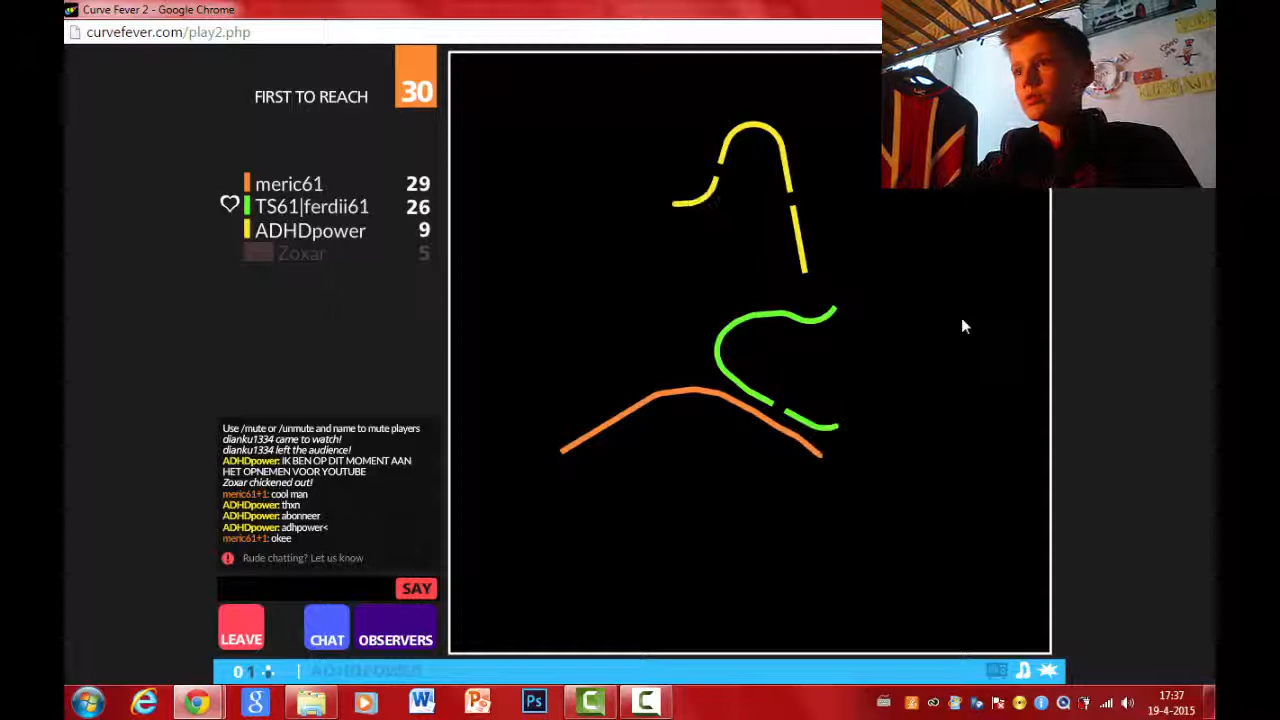 Curve Fever 2 - Google Chrome
curvefever.com/play2.php
FIRST TO REACH
30
meric61 29
TS61|ferdii61 26
ADHDpower 9
Zoxar 5
Use /mute or /unmute and name to mute players
dianku1334 came to watch!
dianku1334 left the audience!
ADHDpower: IK BEN OP DIT MOMENT AAN
HET OPNEMEN VOOR YOUTUBE
Zoxar chickened out!
meric61+1: cool man
ADHDpower: thxn
ADHDpower: abonneer
ADHDpower: adhpower<
meric61+1: okee
Rude chatting? Let us know
SAY
LEAVE
CHAT
OBSERVERS
01
ADHDPOWER
17:37
19-4-2015